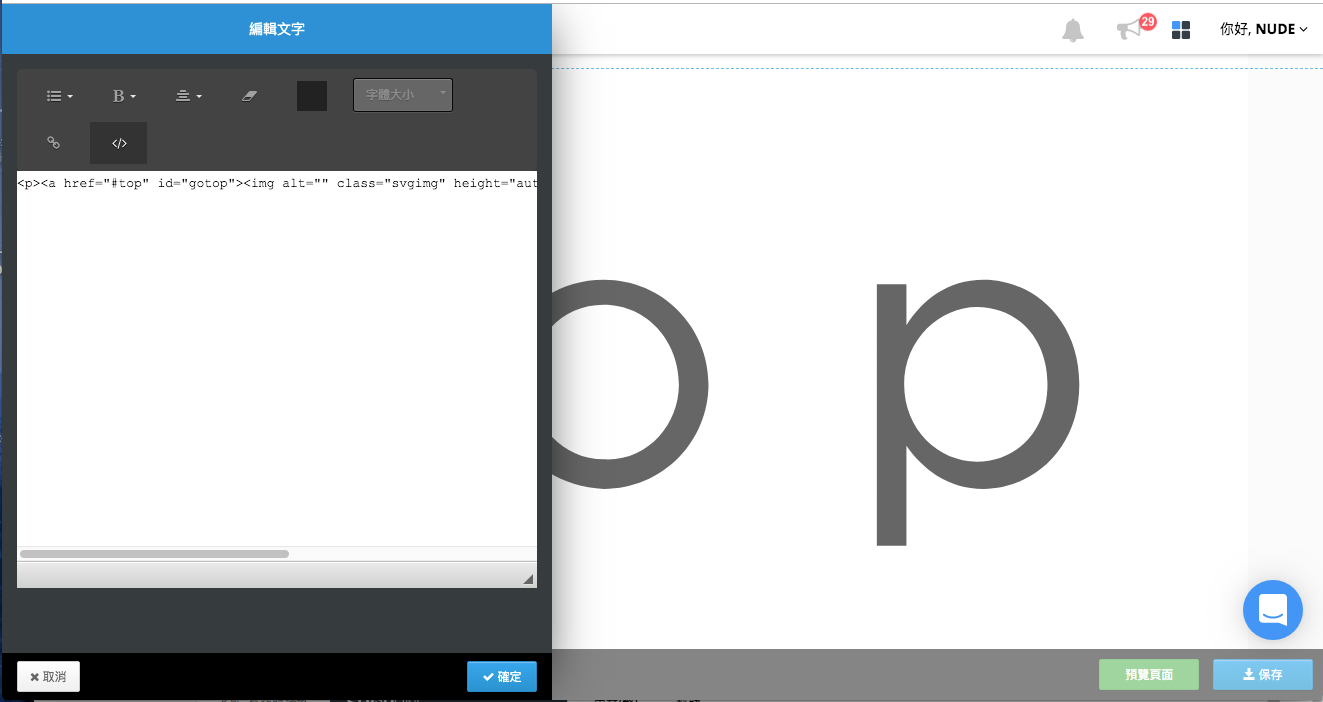 編輯文字
29
你好, NUDE
B
字體大小
</>
<p><a href="#top" id="gotop"><img alt="" class="svgimg" height="aut
o p
取消
確定
預覽頁面
保存